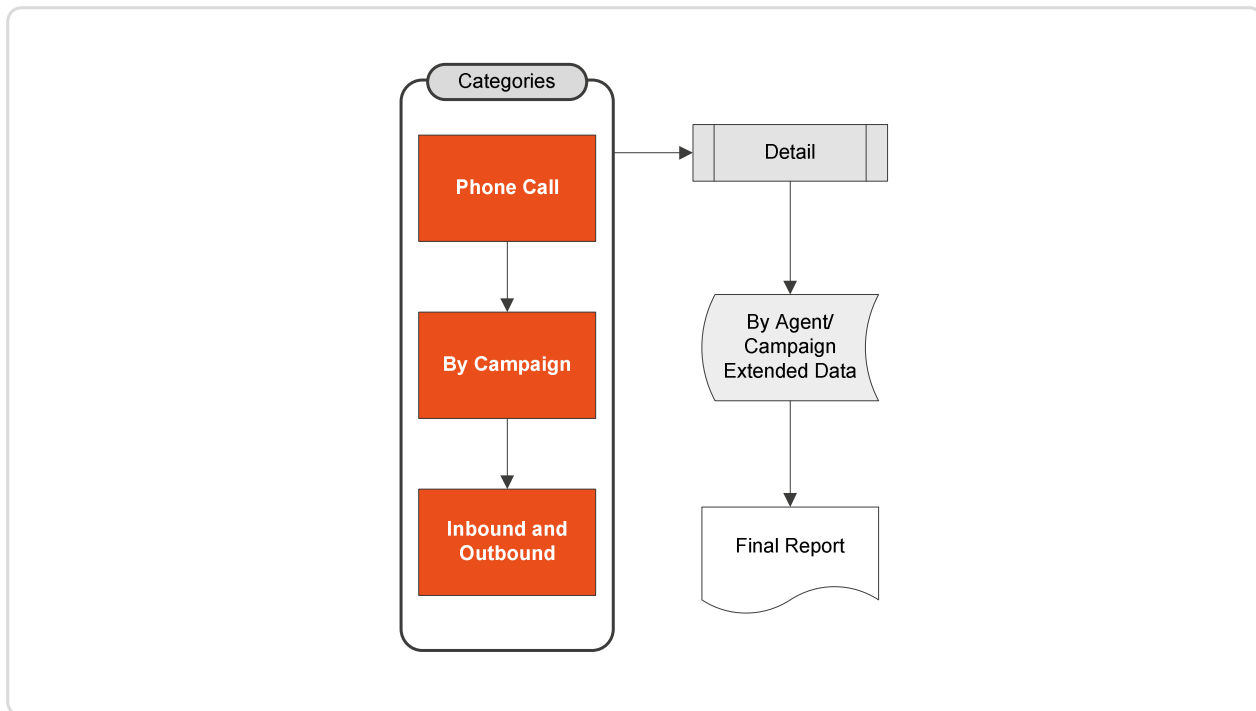 Categories
Phone Call
By Campaign
Inbound and
Outbound
Detail
By Agent/
Campaign
Extended Data
Final Report